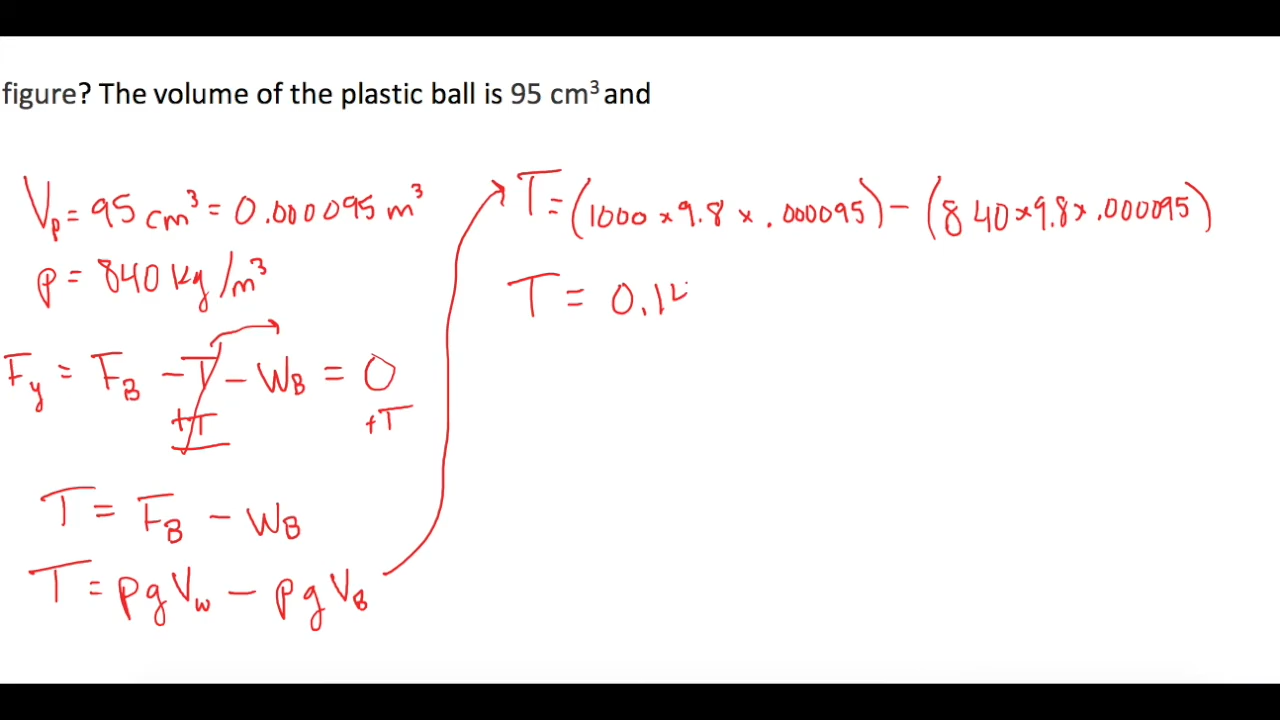 figure? The volume of the plastic ball is 95 cm³ and
Vp = 95 cm³ = 0.000095 m³
ρ = 840 kg/m³
Fy = FB - T - WB = 0
+T +T
T = FB - WB
T = ρgVw - ρgVB
T = (1000 × 9.8 × .000095) - (840 × 9.8 × .000095)
T = 0.14